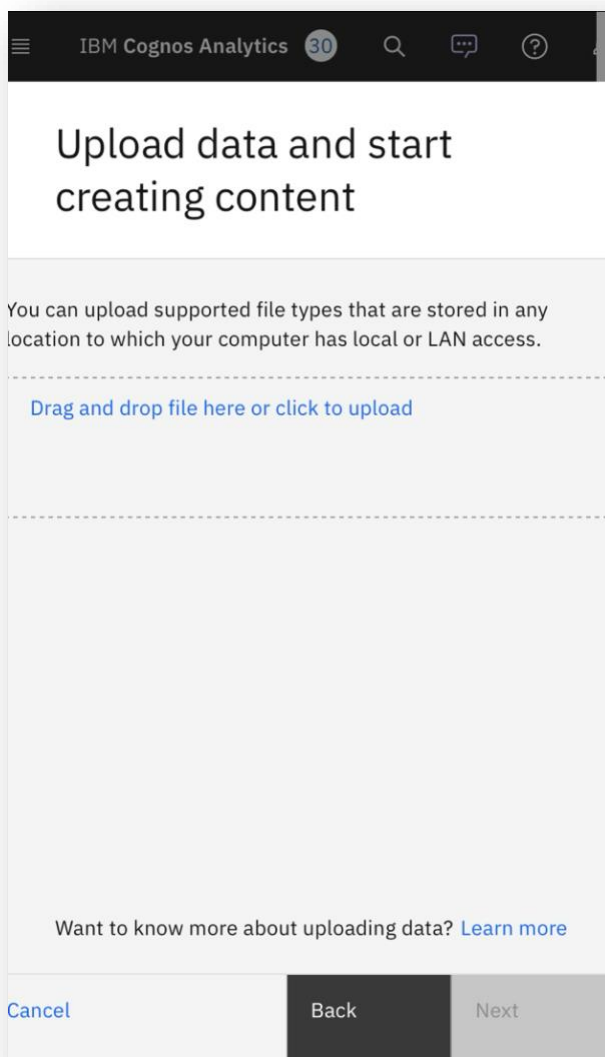 IBM Cognos Analytics 30
Upload data and start
creating content
You can upload supported file types that are stored in any
location to which your computer has local or LAN access.
Drag and drop file here or click to upload
Want to know more about uploading data? Learn more
Cancel Back Next